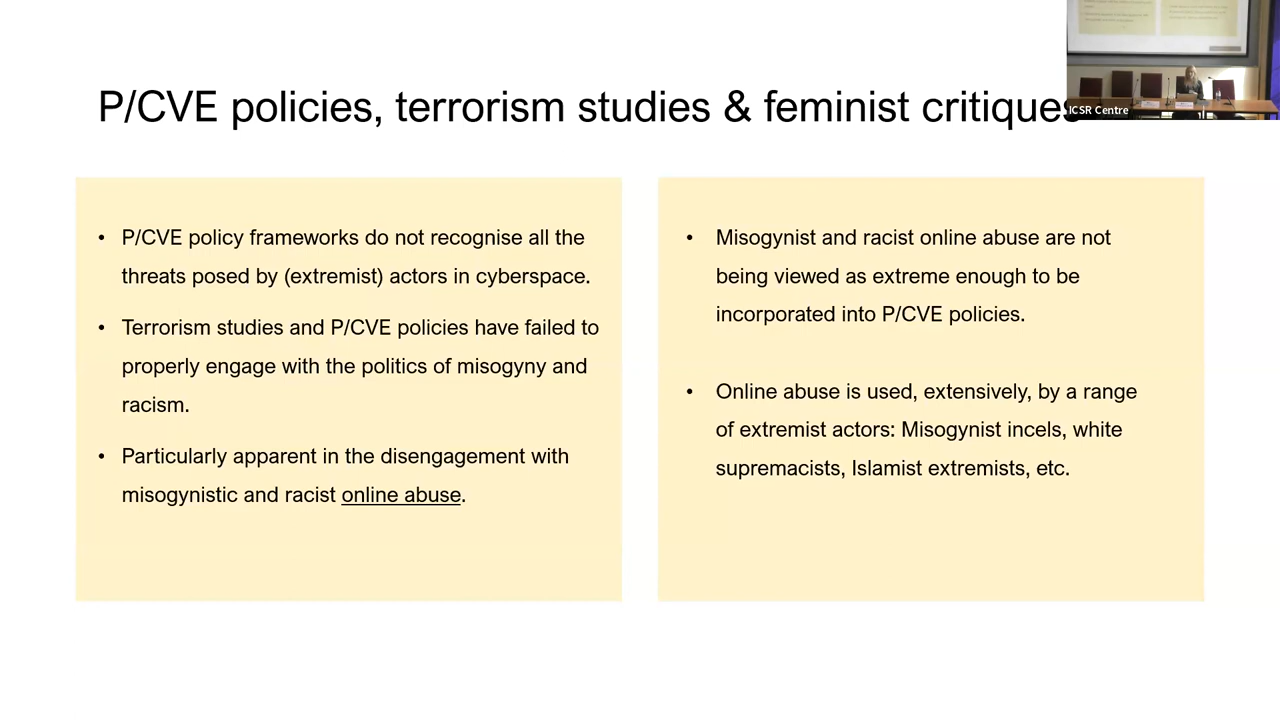 P/CVE policies, terrorism studies & feminist critiques
ICSR Centre
• P/CVE policy frameworks do not recognise all the
threats posed by (extremist) actors in cyberspace.
• Terrorism studies and P/CVE policies have failed to
properly engage with the politics of misogyny and
racism.
• Particularly apparent in the disengagement with
misogynistic and racist online abuse.
• Misogynist and racist online abuse are not
being viewed as extreme enough to be
incorporated into P/CVE policies.
• Online abuse is used, extensively, by a range
of extremist actors: Misogynist incels, white
supremacists, Islamist extremists, etc.